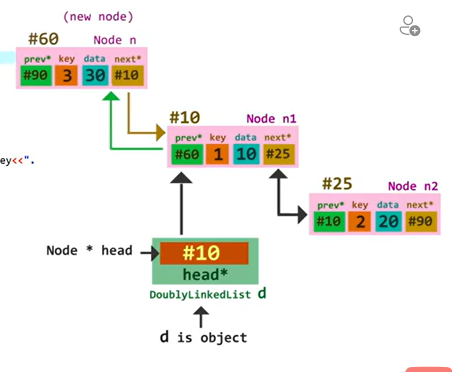 (new node)
#60 Node n
prev* key data next*
#90 3 30 #10
#10 Node n1
prev* key data next*
#60 1 10 #25
ey<<".
#25 Node n2
prev* key data next*
#10 2 20 #90
Node * head
#10
head*
DoublyLinkedList d
d is object